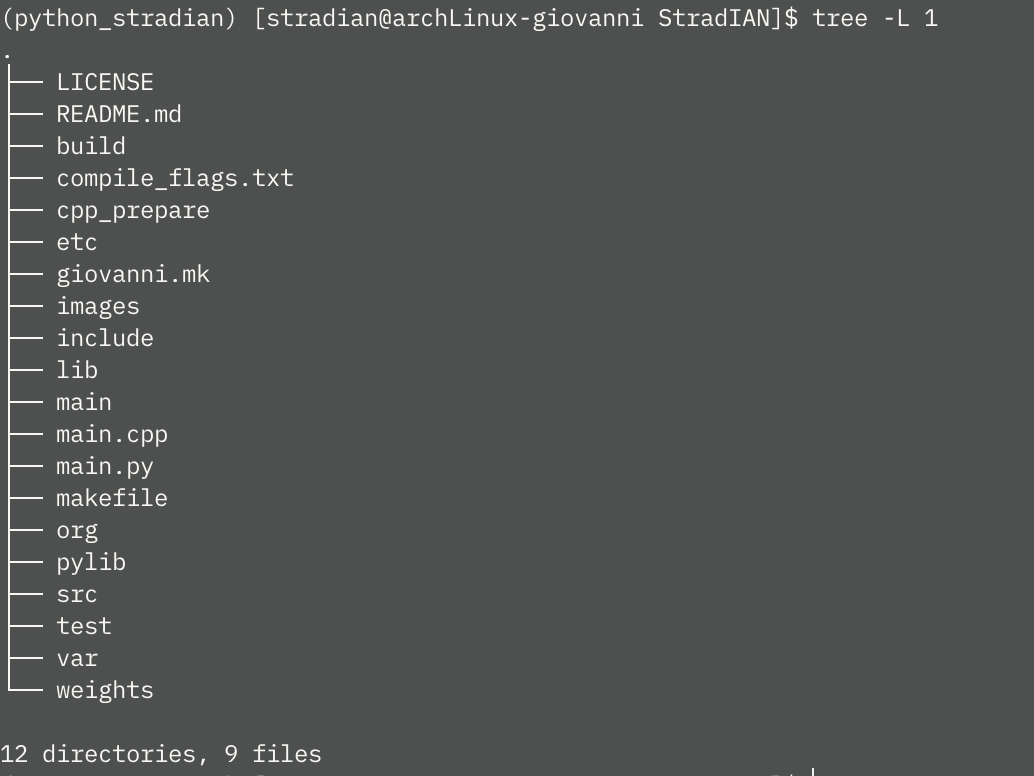 (python_stradian) [stradian@archLinux-giovanni StradIAN]$ tree -L 1
.
├── LICENSE
├── README.md
├── build
├── compile_flags.txt
├── cpp_prepare
├── etc
├── giovanni.mk
├── images
├── include
├── lib
├── main
├── main.cpp
├── main.py
├── makefile
├── org
├── pylib
├── src
├── test
├── var
└── weights
12 directories, 9 files